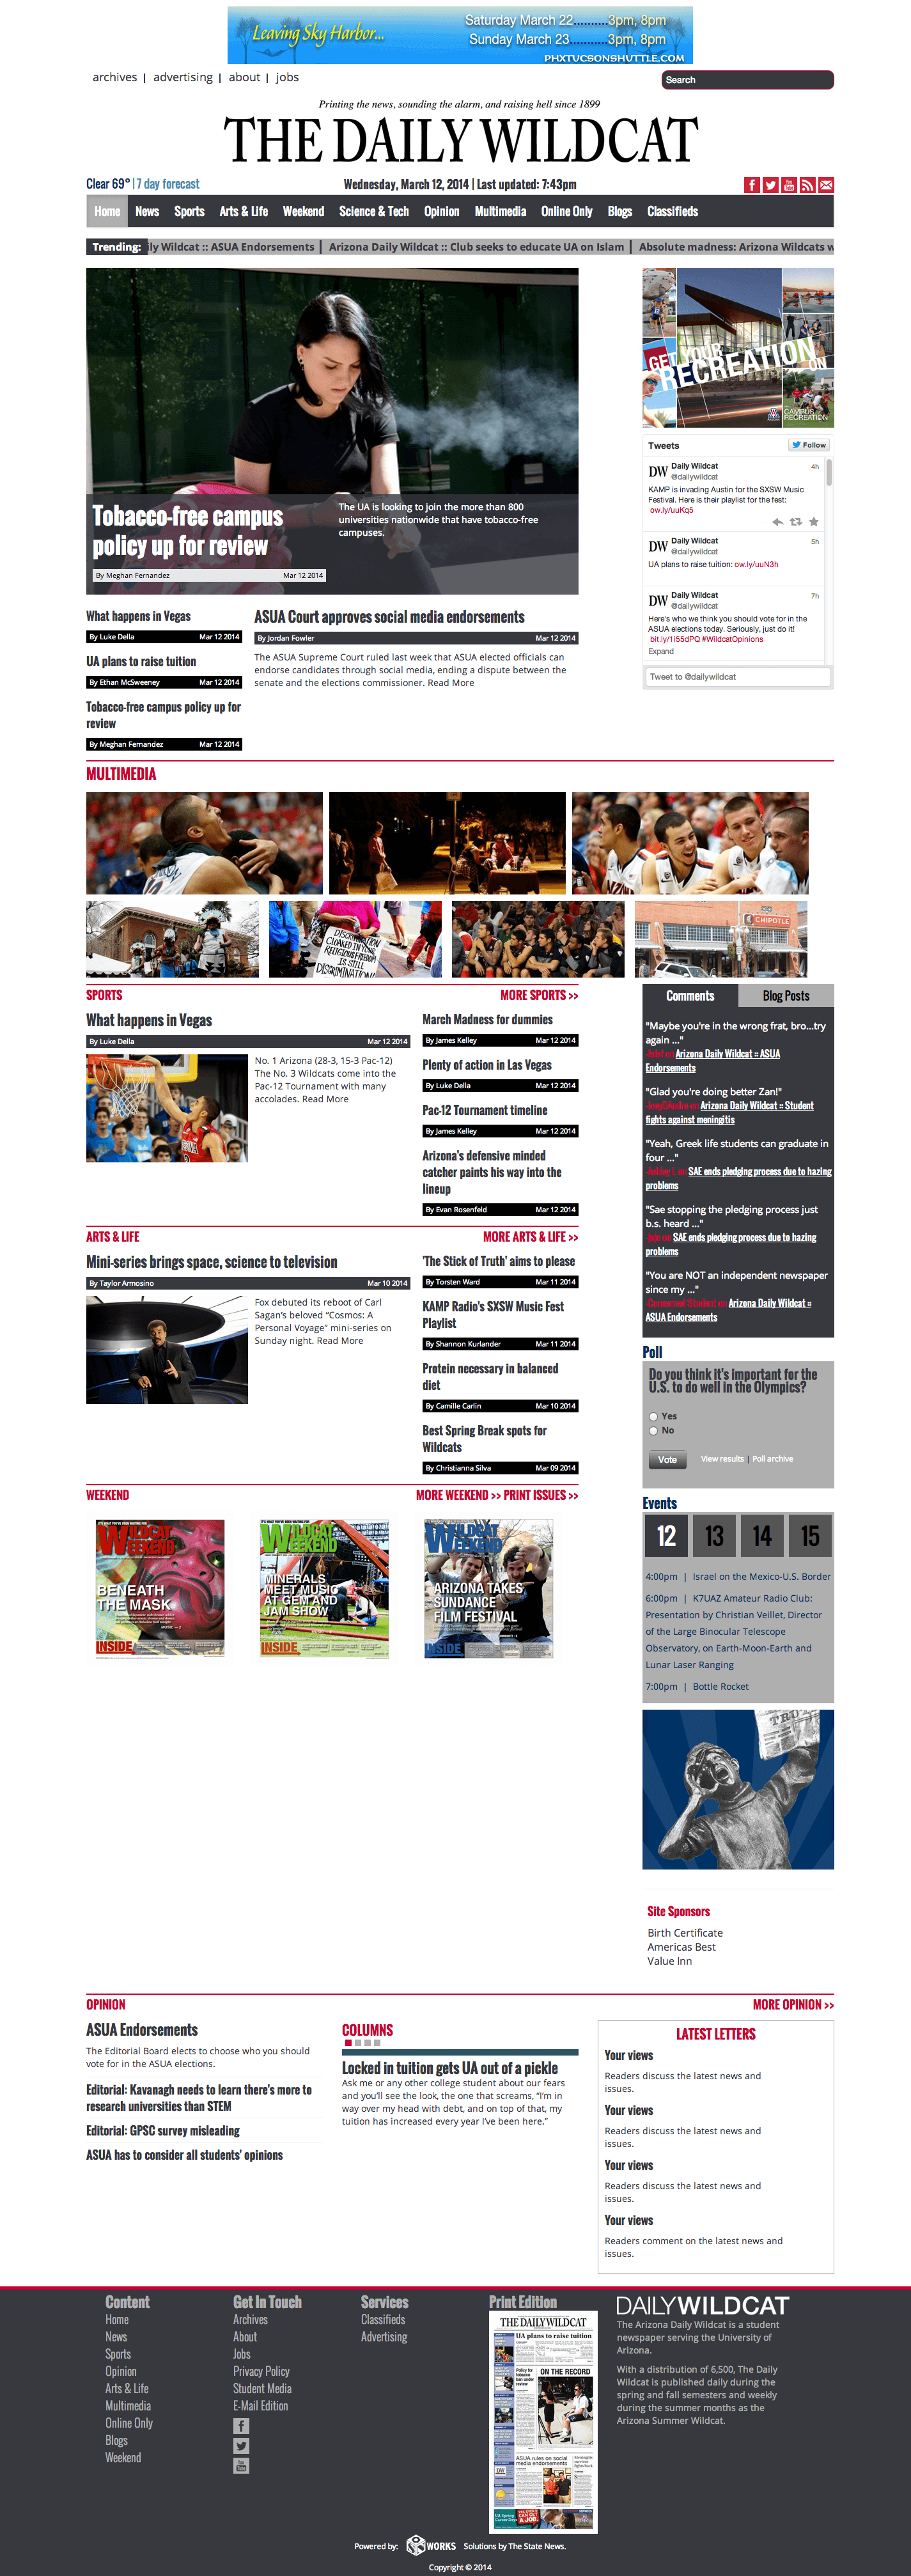 Leaving Sky Harbor...
Saturday March 22..........3pm, 8pm
Sunday March 23...........3pm, 8pm
PHXTUCSONSHUTTLE.COM
archives | advertising | about | jobs
Search
Printing the news, sounding the alarm, and raising hell since 1899
THE DAILY WILDCAT
Clear 69° | 7 day forecast
Wednesday, March 12, 2014 | Last updated: 7:43pm
Home News Sports Arts & Life Weekend Science & Tech Opinion Multimedia Online Only Blogs Classifieds
Trending: ily Wildcat :: ASUA Endorsements | Arizona Daily Wildcat :: Club seeks to educate UA on Islam | Absolute madness: Arizona Wildcats w
Tobacco-free campus
policy up for review
By Meghan Fernandez Mar 12 2014
The UA is looking to join the more than 800
universities nationwide that have tobacco-free
campuses.
GET YOUR
RECREATION
ON
CAMPUS
RECREATION
Tweets
Follow
DW Daily Wildcat 4h
@dailywildcat
KAMP is invading Austin for the SXSW Music
Festival. Here is their playlist for the fest:
ow.ly/uuKq5
DW Daily Wildcat 5h
@dailywildcat
UA plans to raise tuition: ow.ly/uuN3h
DW Daily Wildcat 7h
@dailywildcat
Here's who we think you should vote for in the
ASUA elections today. Seriously, just do it!
bit.ly/1i55dPQ #WildcatOpinions
Expand
Tweet to @dailywildcat
What happens in Vegas
By Luke Della Mar 12 2014
UA plans to raise tuition
By Ethan McSweeney Mar 12 2014
Tobacco-free campus policy up for
review
By Meghan Fernandez Mar 12 2014
ASUA Court approves social media endorsements
By Jordan Fowler Mar 12 2014
The ASUA Supreme Court ruled last week that ASUA elected officials can
endorse candidates through social media, ending a dispute between the
senate and the elections commissioner. Read More
MULTIMEDIA
DISCRIMINATION
CLOAKED IN YOUR
RELIGIOUS FREEDOM
IS STILL
DISCRIMINATION!
CHIPOTLE
SPORTS
MORE SPORTS >>
What happens in Vegas
By Luke Della Mar 12 2014
No. 1 Arizona (28-3, 15-3 Pac-12)
The No. 3 Wildcats come into the
Pac-12 Tournament with many
accolades. Read More
March Madness for dummies
By James Kelley Mar 12 2014
Plenty of action in Las Vegas
By Luke Della Mar 12 2014
Pac-12 Tournament timeline
By James Kelley Mar 12 2014
Arizona's defensive minded
catcher paints his way into the
lineup
By Evan Rosenfeld Mar 12 2014
Comments
Blog Posts
"Maybe you're in the wrong frat, bro...try
again ..."
Arizona Daily Wildcat :: ASUA
Endorsements
"Glad you're doing better Zan!"
Arizona Daily Wildcat :: Student
fights against meningitis
"Yeah, Greek life students can graduate in
four ..."
-Ashley L on SAE ends pledging process due to hazing
problems
"Sae stopping the pledging process just
b.s. heard ..."
SAE ends pledging process due to hazing
problems
"You are NOT an independent newspaper
since my ..."
-Concerned Student on Arizona Daily Wildcat ::
ASUA Endorsements
ARTS & LIFE
MORE ARTS & LIFE >>
Mini-series brings space, science to television
By Taylor Armosino Mar 10 2014
Fox debuted its reboot of Carl
Sagan's beloved “Cosmos: A
Personal Voyage” mini-series on
Sunday night. Read More
'The Stick of Truth' aims to please
By Torsten Ward Mar 11 2014
KAMP Radio's SXSW Music Fest
Playlist
By Shannon Kurlander Mar 11 2014
Protein necessary in balanced
diet
By Camille Carlin Mar 10 2014
Best Spring Break spots for
Wildcats
By Christianna Silva Mar 09 2014
Poll
Do you think it's important for the
U.S. to do well in the Olympics?
Yes
No
Vote View results | Poll archive
WEEKEND
MORE WEEKEND >> PRINT ISSUES >>
WILDCAT
WEEKEND
BENEATH
THE MASK
INSIDE
WILDCAT
WEEKEND
MINERALS
MEET MUSIC
AT GEM AND
JAM SHOW
INSIDE
WILDCAT
WEEKEND
ARIZONA TAKES
SUNDANCE
FILM FESTIVAL
INSIDE
Events
12 13 14 15
4:00pm | Israel on the Mexico-U.S. Border
6:00pm | K7UAZ Amateur Radio Club:
Presentation by Christian Veillet, Director
of the Large Binocular Telescope
Observatory, on Earth-Moon-Earth and
Lunar Laser Ranging
7:00pm | Bottle Rocket
Site Sponsors
Birth Certificate
Americas Best
Value Inn
OPINION
MORE OPINION >>
ASUA Endorsements
The Editorial Board elects to choose who you should
vote for in the ASUA elections.
Editorial: Kavanagh needs to learn there's more to
research universities than STEM
Editorial: GPSC survey misleading
ASUA has to consider all students' opinions
COLUMNS
Locked in tuition gets UA out of a pickle
Ask me or any other college student about our fears
and you'll see the look, the one that screams, “I'm in
way over my head with debt, and on top of that, my
tuition has increased every year I've been here.”
LATEST LETTERS
Your views
Readers discuss the latest news and
issues.
Your views
Readers discuss the latest news and
issues.
Your views
Readers discuss the latest news and
issues.
Your views
Readers comment on the latest news and
issues.
Content
Home
News
Sports
Opinion
Arts & Life
Multimedia
Online Only
Blogs
Weekend
Get In Touch
Archives
About
Jobs
Privacy Policy
Student Media
E-Mail Edition
Services
Classifieds
Advertising
Print Edition
THE DAILY WILDCAT
UA plans to raise tuition
Policy for
tobacco ban
under
review
ON THE RECORD
ASUA rules on social
media endorsements
DAILYWILDCAT
The Arizona Daily Wildcat is a student
newspaper serving the University of
Arizona.
With a distribution of 6,500, The Daily
Wildcat is published daily during the
spring and fall semesters and weekly
during the summer months as the
Arizona Summer Wildcat.
Powered by: WORKS Solutions by The State News.
Copyright © 2014